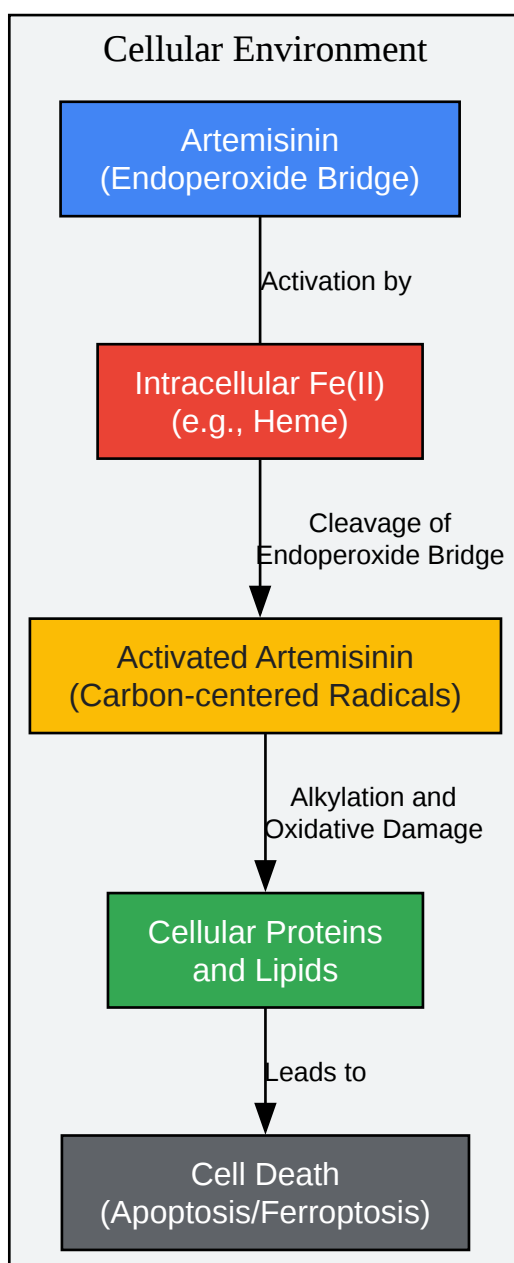 Cellular Environment
Artemisinin
(Endoperoxide Bridge)
Activation by
Intracellular Fe(II)
(e.g., Heme)
Cleavage of
Endoperoxide Bridge
Activated Artemisinin
(Carbon-centered Radicals)
Alkylation and
Oxidative Damage
Cellular Proteins
and Lipids
Leads to
Cell Death
(Apoptosis/Ferroptosis)